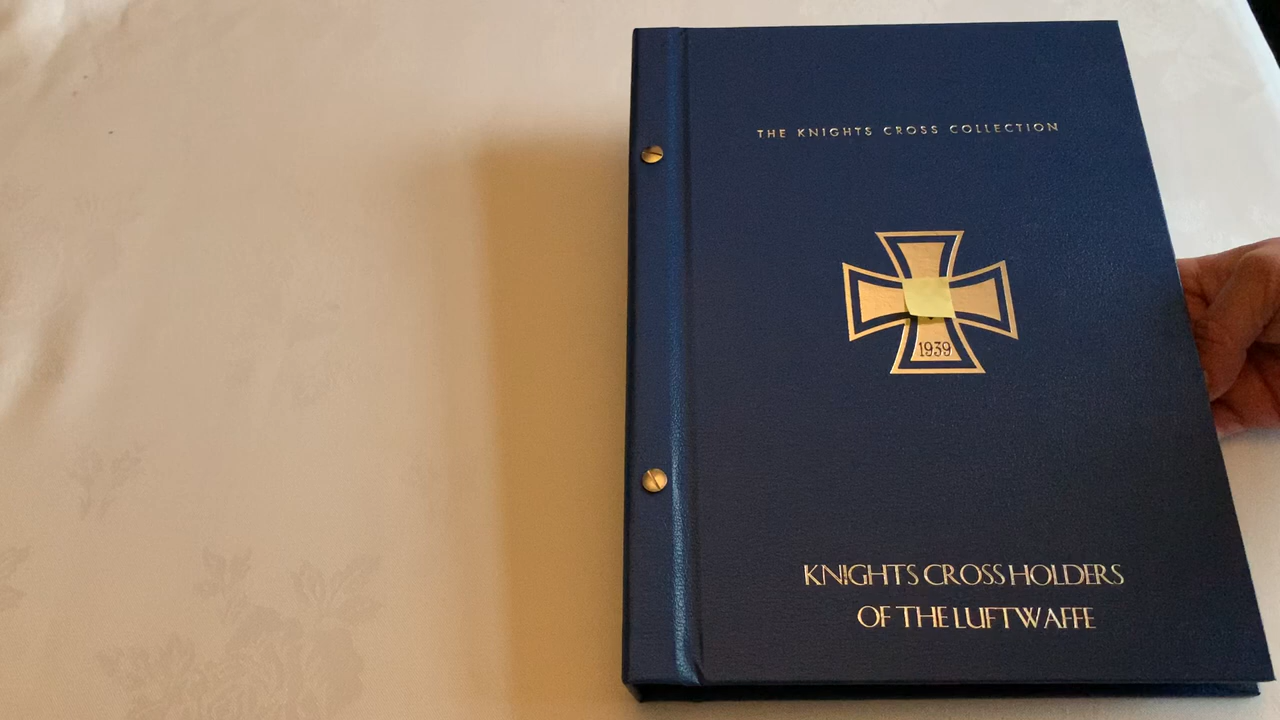 THE KNIGHTS CROSS COLLECTION
1939
KNIGHTS CROSS HOLDERS
OF THE LUFTWAFFE